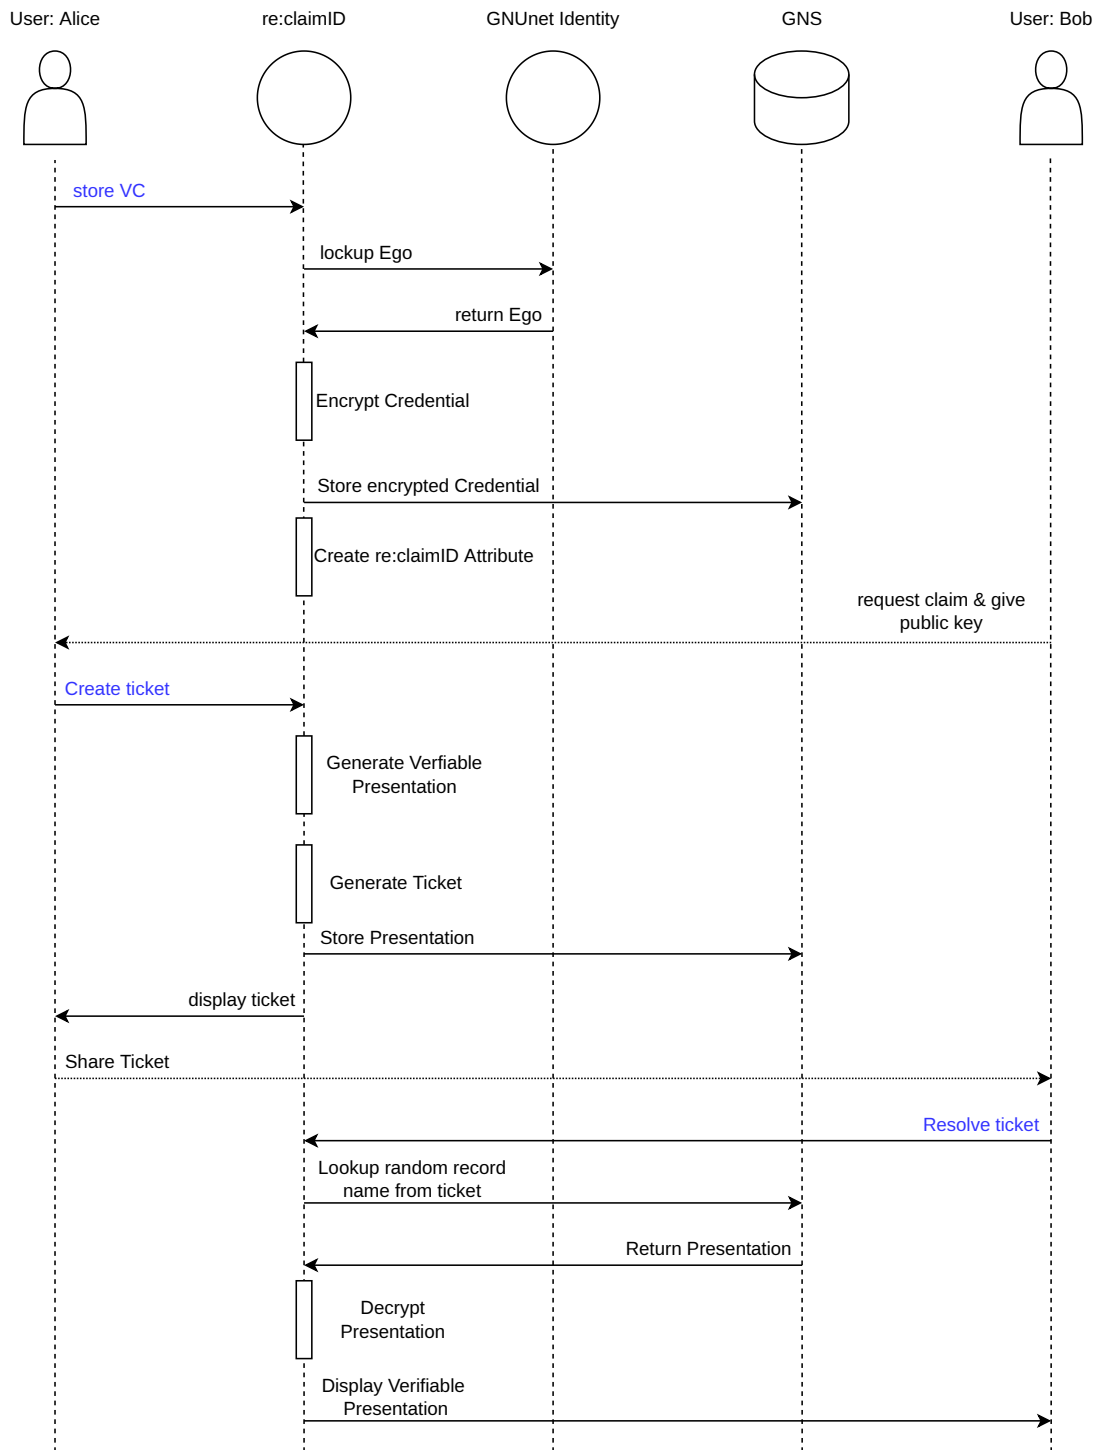 User: Alice
re:claimID
GNUnet Identity
GNS
User: Bob
store VC
lockup Ego
return Ego
Encrypt Credential
Store encrypted Credential
Create re:claimID Attribute
request claim & give
public key
Create ticket
Generate Verfiable
Presentation
Generate Ticket
Store Presentation
display ticket
Share Ticket
Resolve ticket
Lookup random record
name from ticket
Return Presentation
Decrypt
Presentation
Display Verifiable
Presentation